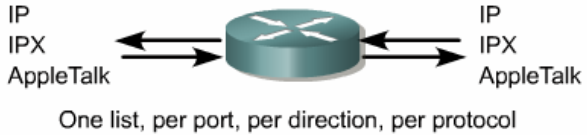 IP
IPX
AppleTalk
IP
IPX
AppleTalk
One list, per port, per direction, per protocol